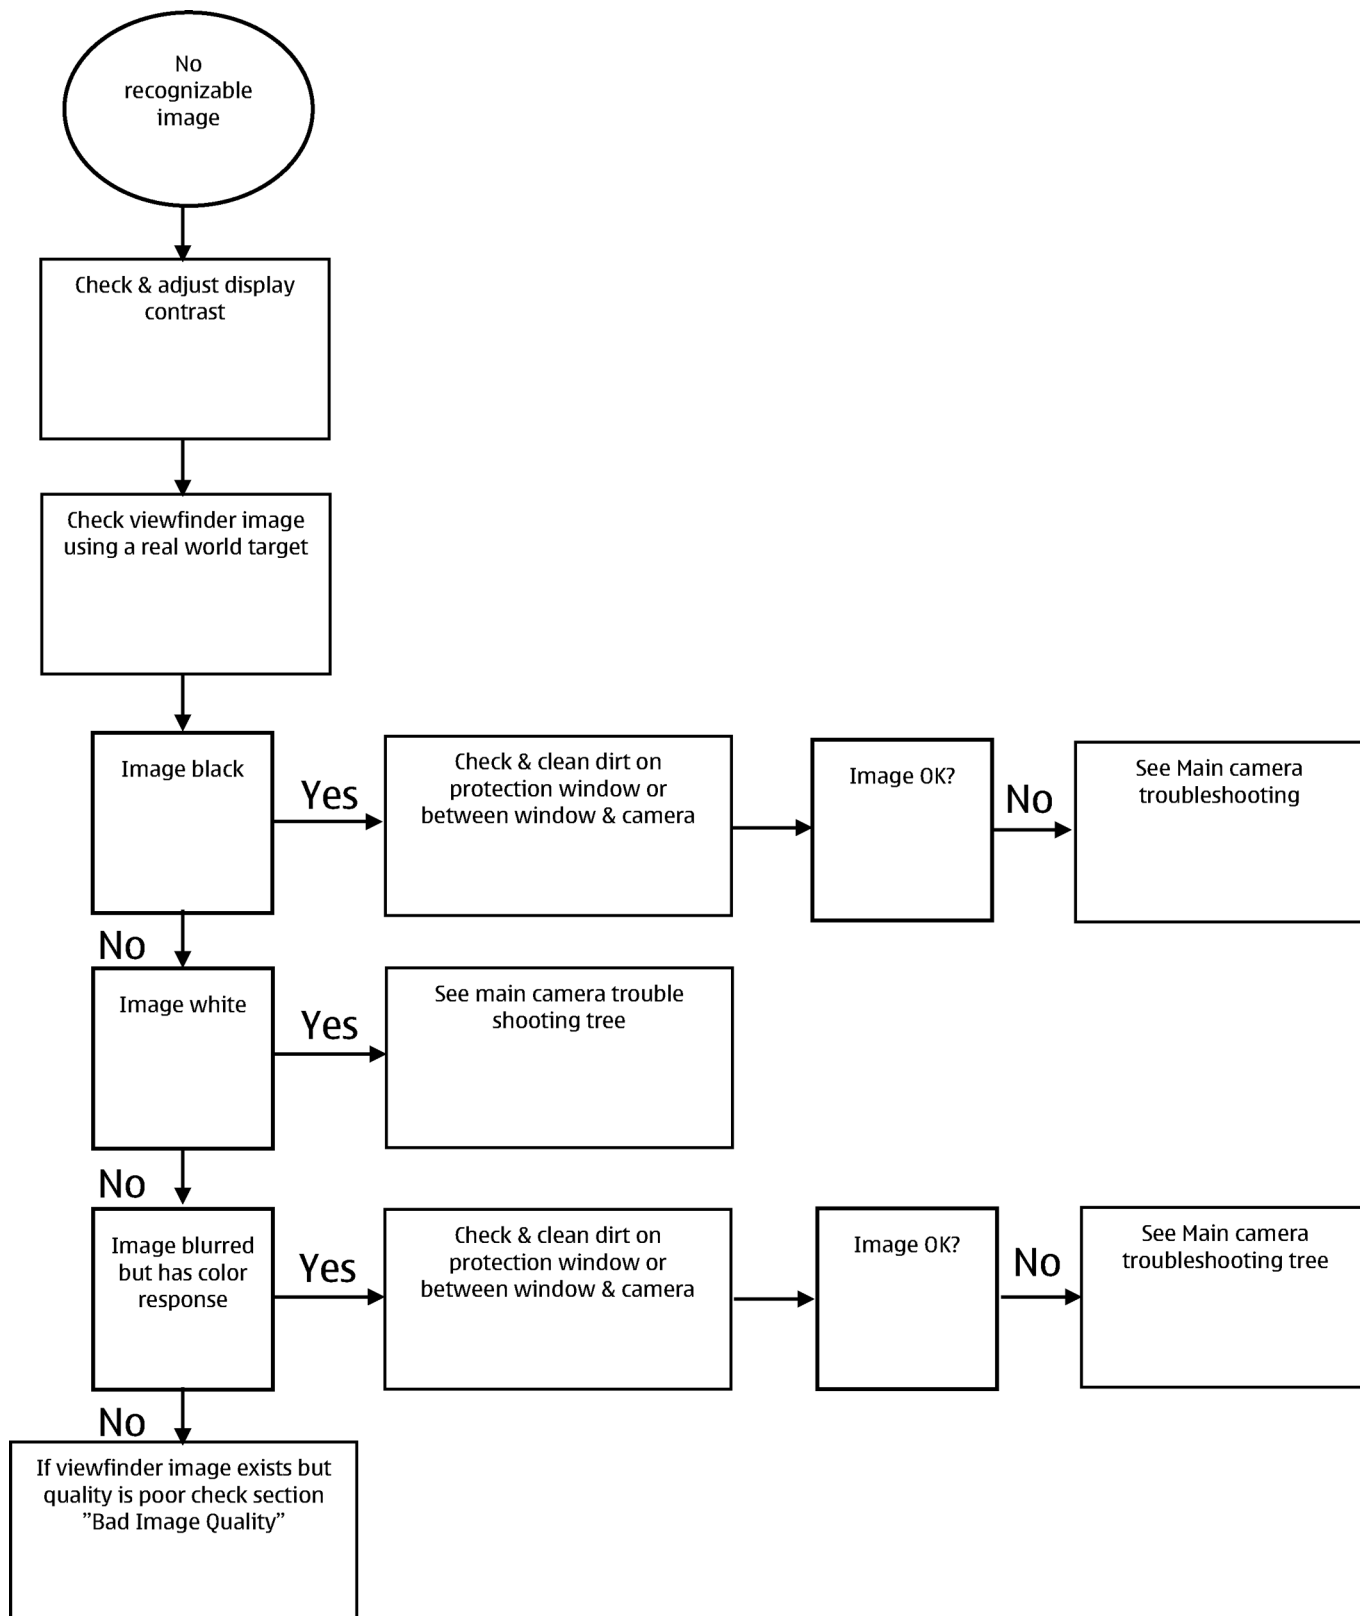 No
recognizable
image
Check & adjust display
contrast
Check viewfinder image
using a real world target
Image black
Yes
Check & clean dirt on
protection window or
between window & camera
Image OK?
No
See Main camera
troubleshooting
No
Image white
Yes
See main camera trouble
shooting tree
No
Image blurred
but has color
response
Yes
Check & clean dirt on
protection window or
between window & camera
Image OK?
No
See Main camera
troubleshooting tree
No
If viewfinder image exists but
quality is poor check section
”Bad Image Quality”